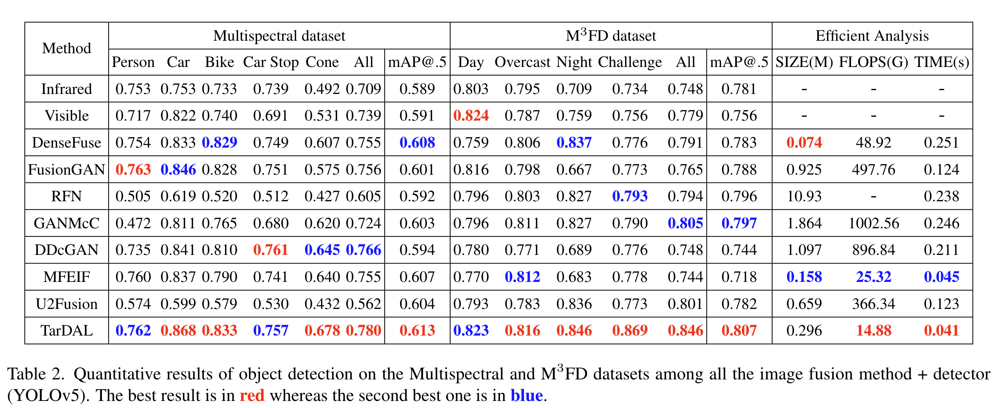 Method Multispectral dataset M³FD dataset Efficient Analysis
Person Car Bike Car Stop Cone All mAP@.5 Day Overcast Night Challenge All mAP@.5 SIZE(M) FLOPS(G) TIME(s)
Infrared 0.753 0.753 0.733 0.739 0.492 0.709 0.589 0.803 0.795 0.709 0.734 0.748 0.781 - - -
Visible 0.717 0.822 0.740 0.691 0.531 0.739 0.591 0.824 0.787 0.759 0.756 0.779 0.756 - - -
DenseFuse 0.754 0.833 0.829 0.749 0.607 0.755 0.608 0.759 0.806 0.837 0.776 0.791 0.783 0.074 48.92 0.251
FusionGAN 0.763 0.846 0.828 0.751 0.575 0.756 0.601 0.816 0.798 0.667 0.773 0.765 0.788 0.925 497.76 0.124
RFN 0.505 0.619 0.520 0.512 0.427 0.605 0.592 0.796 0.803 0.827 0.793 0.794 0.796 10.93 - 0.238
GANMcC 0.472 0.811 0.765 0.680 0.620 0.724 0.603 0.796 0.811 0.827 0.790 0.805 0.797 1.864 1002.56 0.246
DDcGAN 0.735 0.841 0.810 0.761 0.645 0.766 0.594 0.780 0.771 0.689 0.776 0.748 0.744 1.097 896.84 0.211
MFEIF 0.760 0.837 0.790 0.741 0.640 0.755 0.607 0.770 0.812 0.683 0.778 0.744 0.718 0.158 25.32 0.045
U2Fusion 0.574 0.599 0.579 0.530 0.432 0.562 0.604 0.793 0.783 0.836 0.773 0.801 0.782 0.659 366.34 0.123
TarDAL 0.762 0.868 0.833 0.757 0.678 0.780 0.613 0.823 0.816 0.846 0.869 0.846 0.807 0.296 14.88 0.041
Table 2. Quantitative results of object detection on the Multispectral and M³FD datasets among all the image fusion method + detector
(YOLOv5). The best result is in red whereas the second best one is in blue.